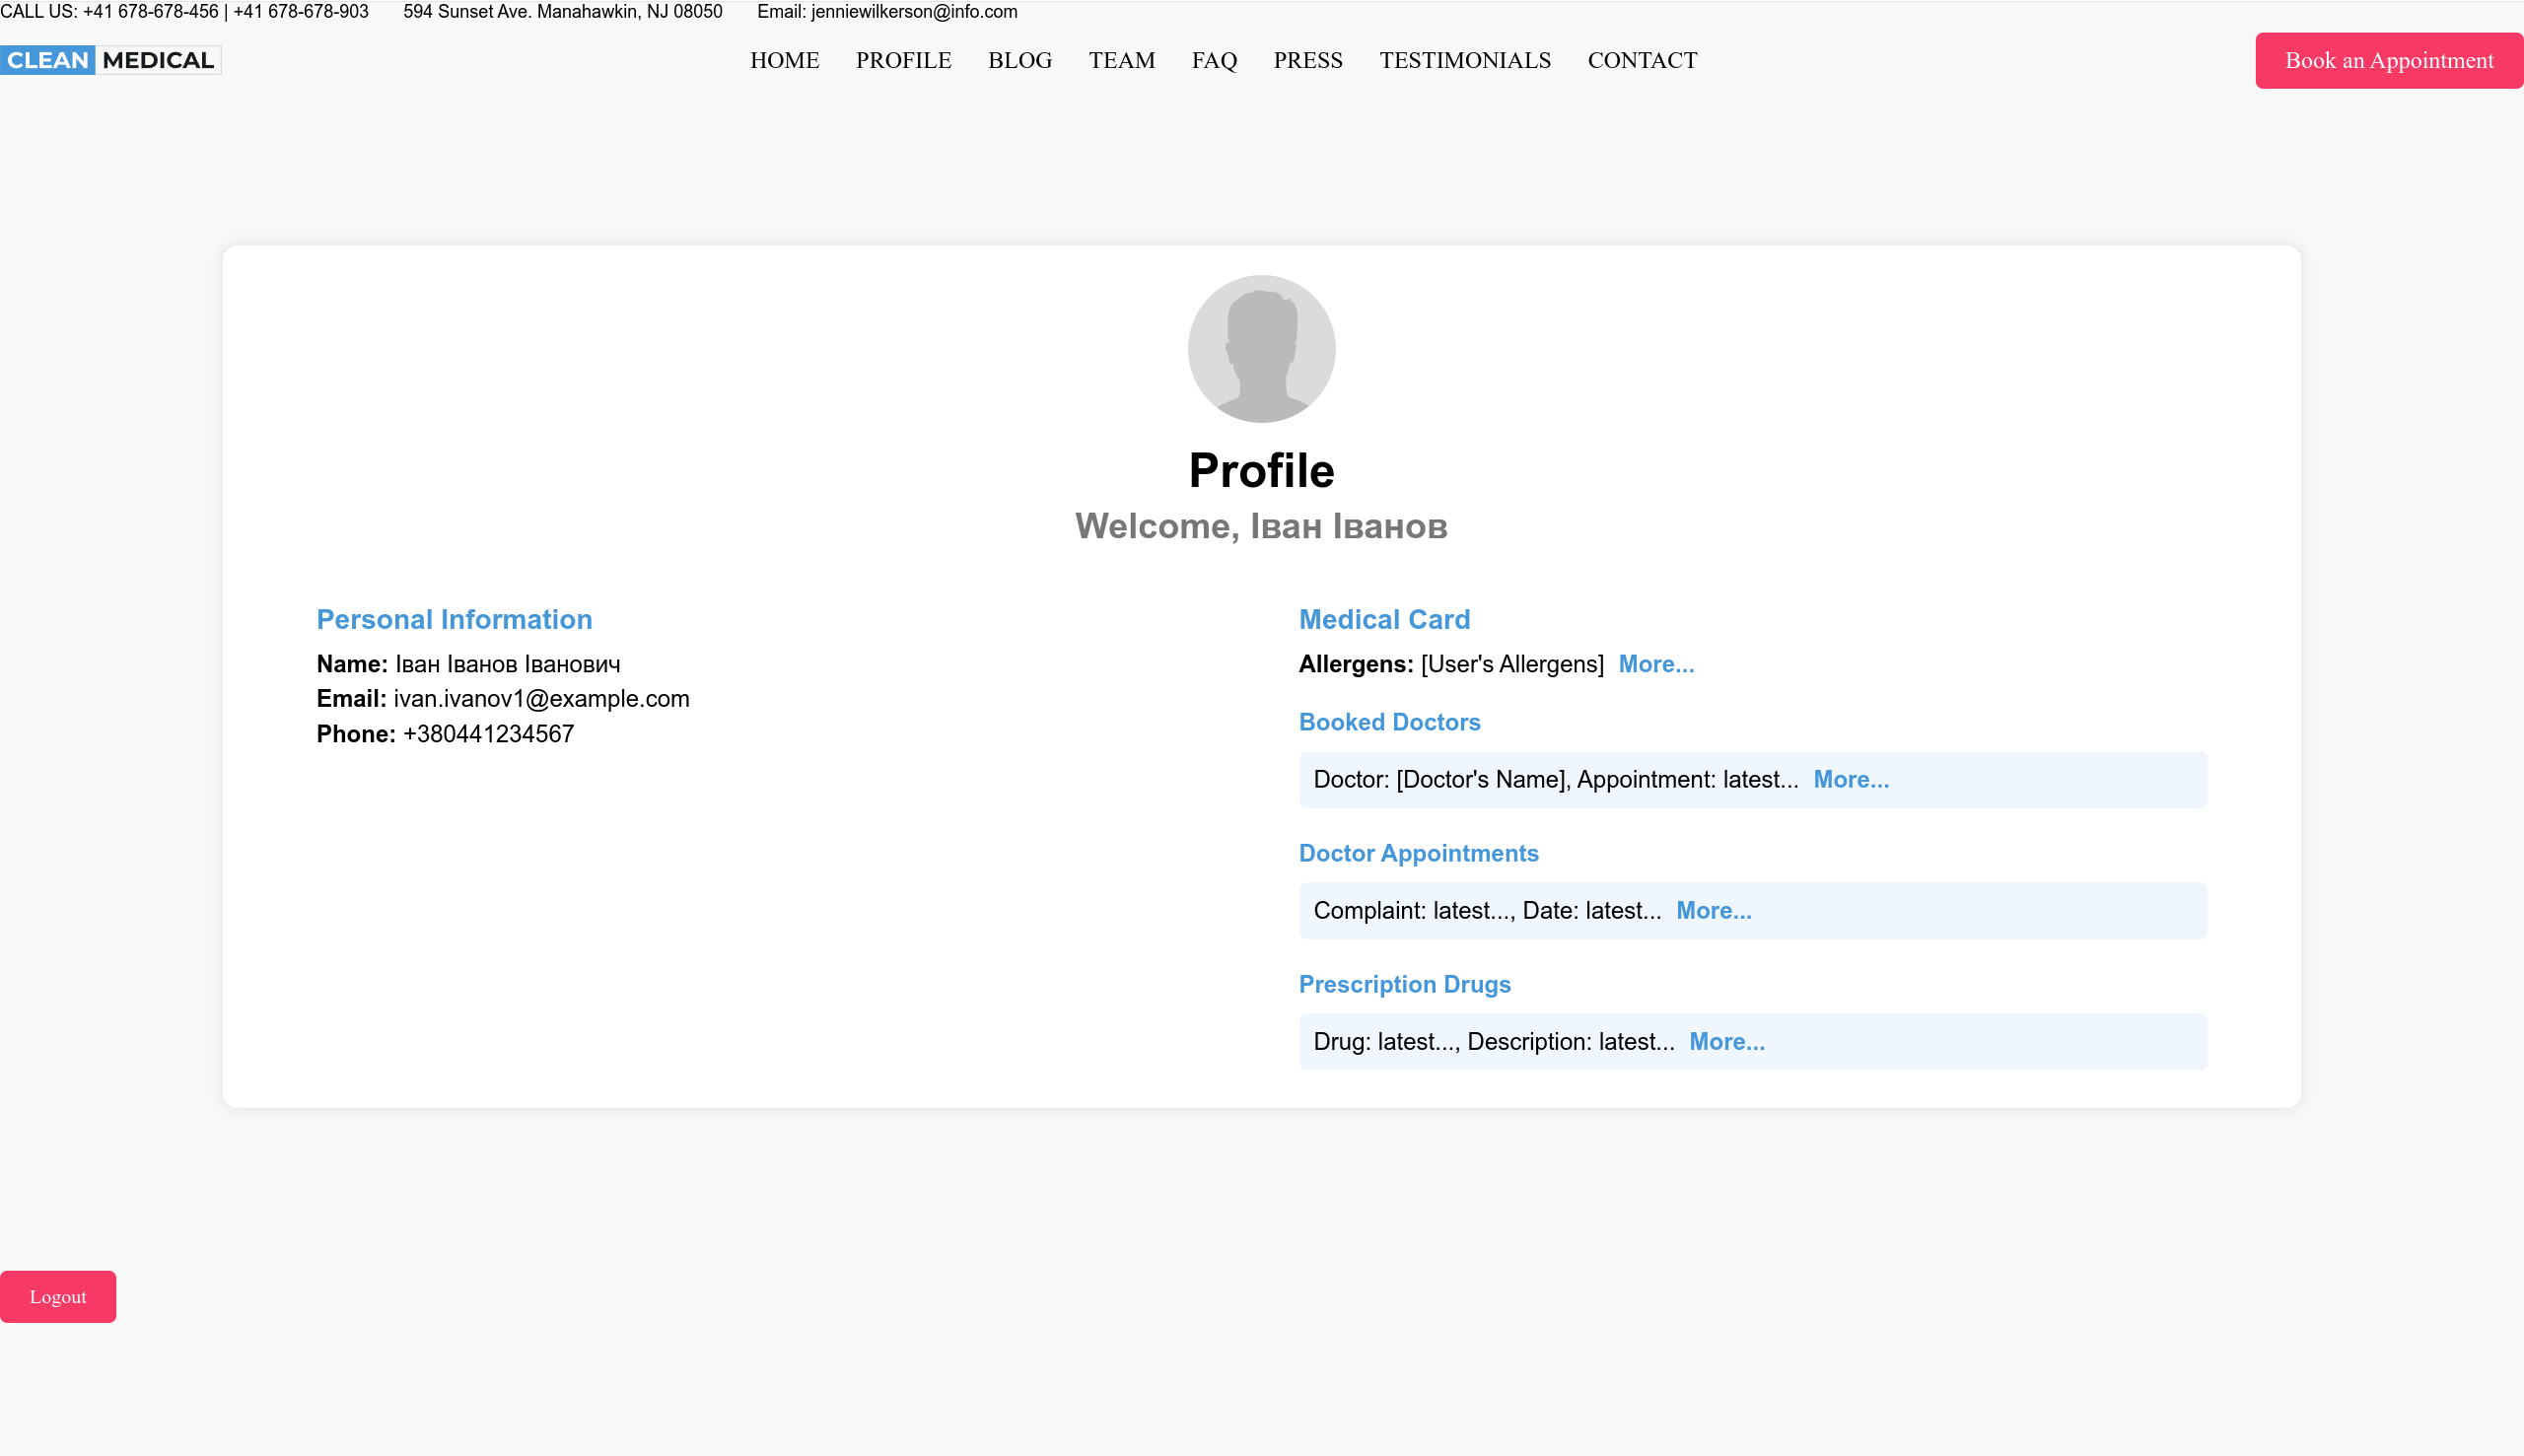 CALL US: +41 678-678-456 | +41 678-678-903 594 Sunset Ave. Manahawkin, NJ 08050 Email: jenniewilkerson@info.com
CLEAN MEDICAL HOME PROFILE BLOG TEAM FAQ PRESS TESTIMONIALS CONTACT Book an Appointment
Profile
Welcome, Іван Іванов
Personal Information
Name: Іван Іванов Іванович
Email: ivan.ivanov1@example.com
Phone: +380441234567
Medical Card
Allergens: [User's Allergens] More...
Booked Doctors
Doctor: [Doctor's Name], Appointment: latest... More...
Doctor Appointments
Complaint: latest..., Date: latest... More...
Prescription Drugs
Drug: latest..., Description: latest... More...
Logout